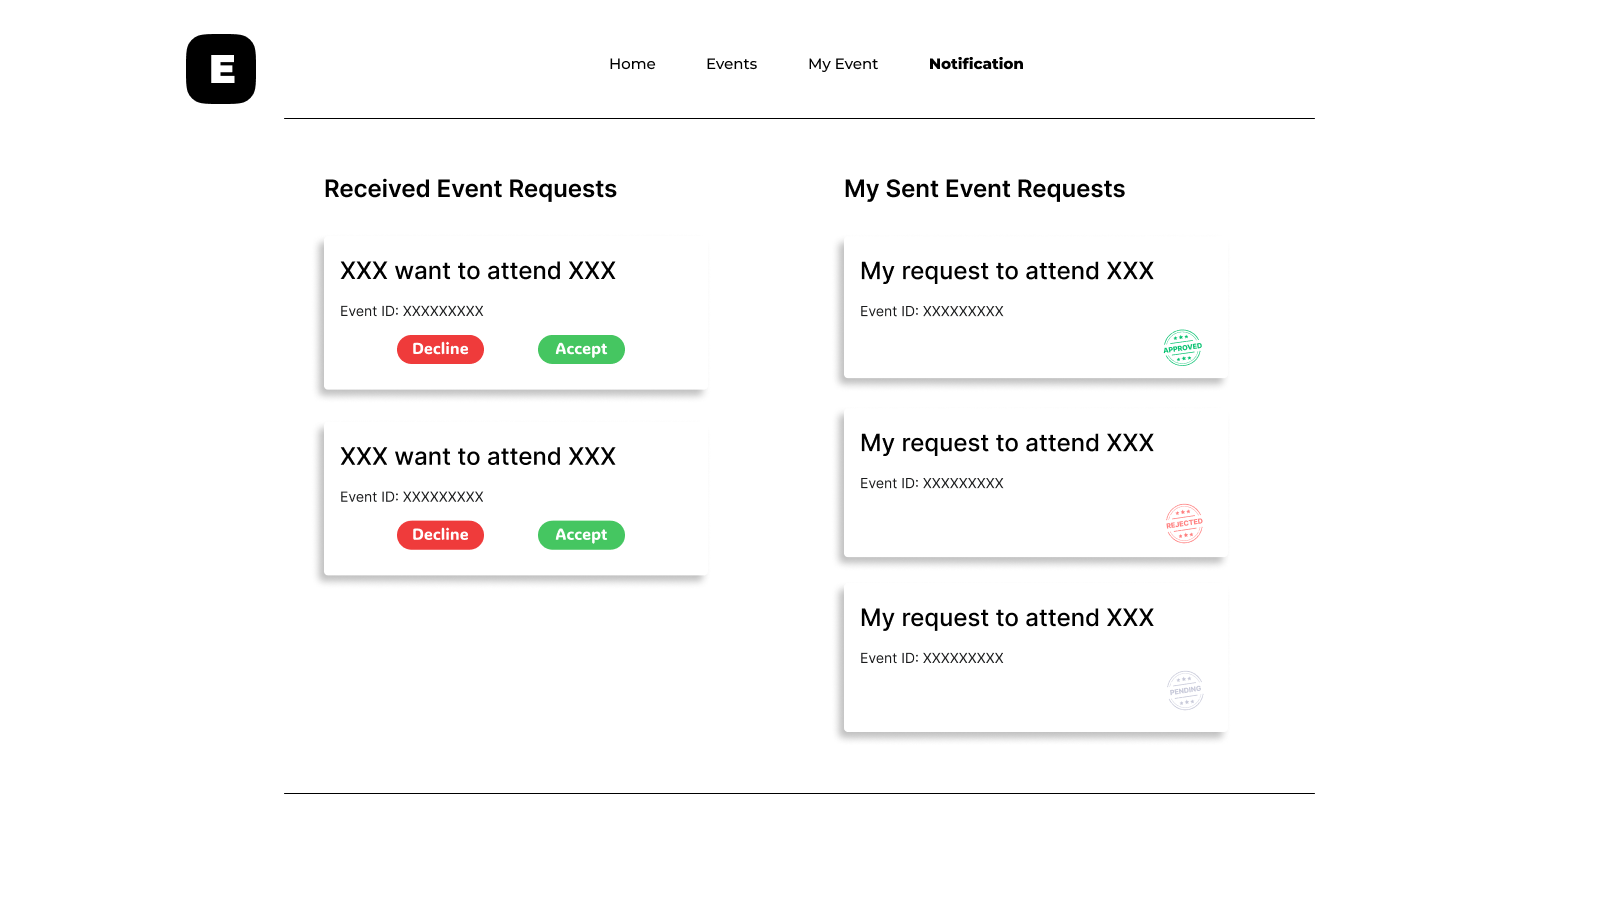 E
Home Events My Event Notification
Received Event Requests
XXX want to attend XXX
Event ID: XXXXXXXXX
Decline Accept
XXX want to attend XXX
Event ID: XXXXXXXXX
Decline Accept
My Sent Event Requests
My request to attend XXX
Event ID: XXXXXXXXX
APPROVED
My request to attend XXX
Event ID: XXXXXXXXX
REJECTED
My request to attend XXX
Event ID: XXXXXXXXX
PENDING